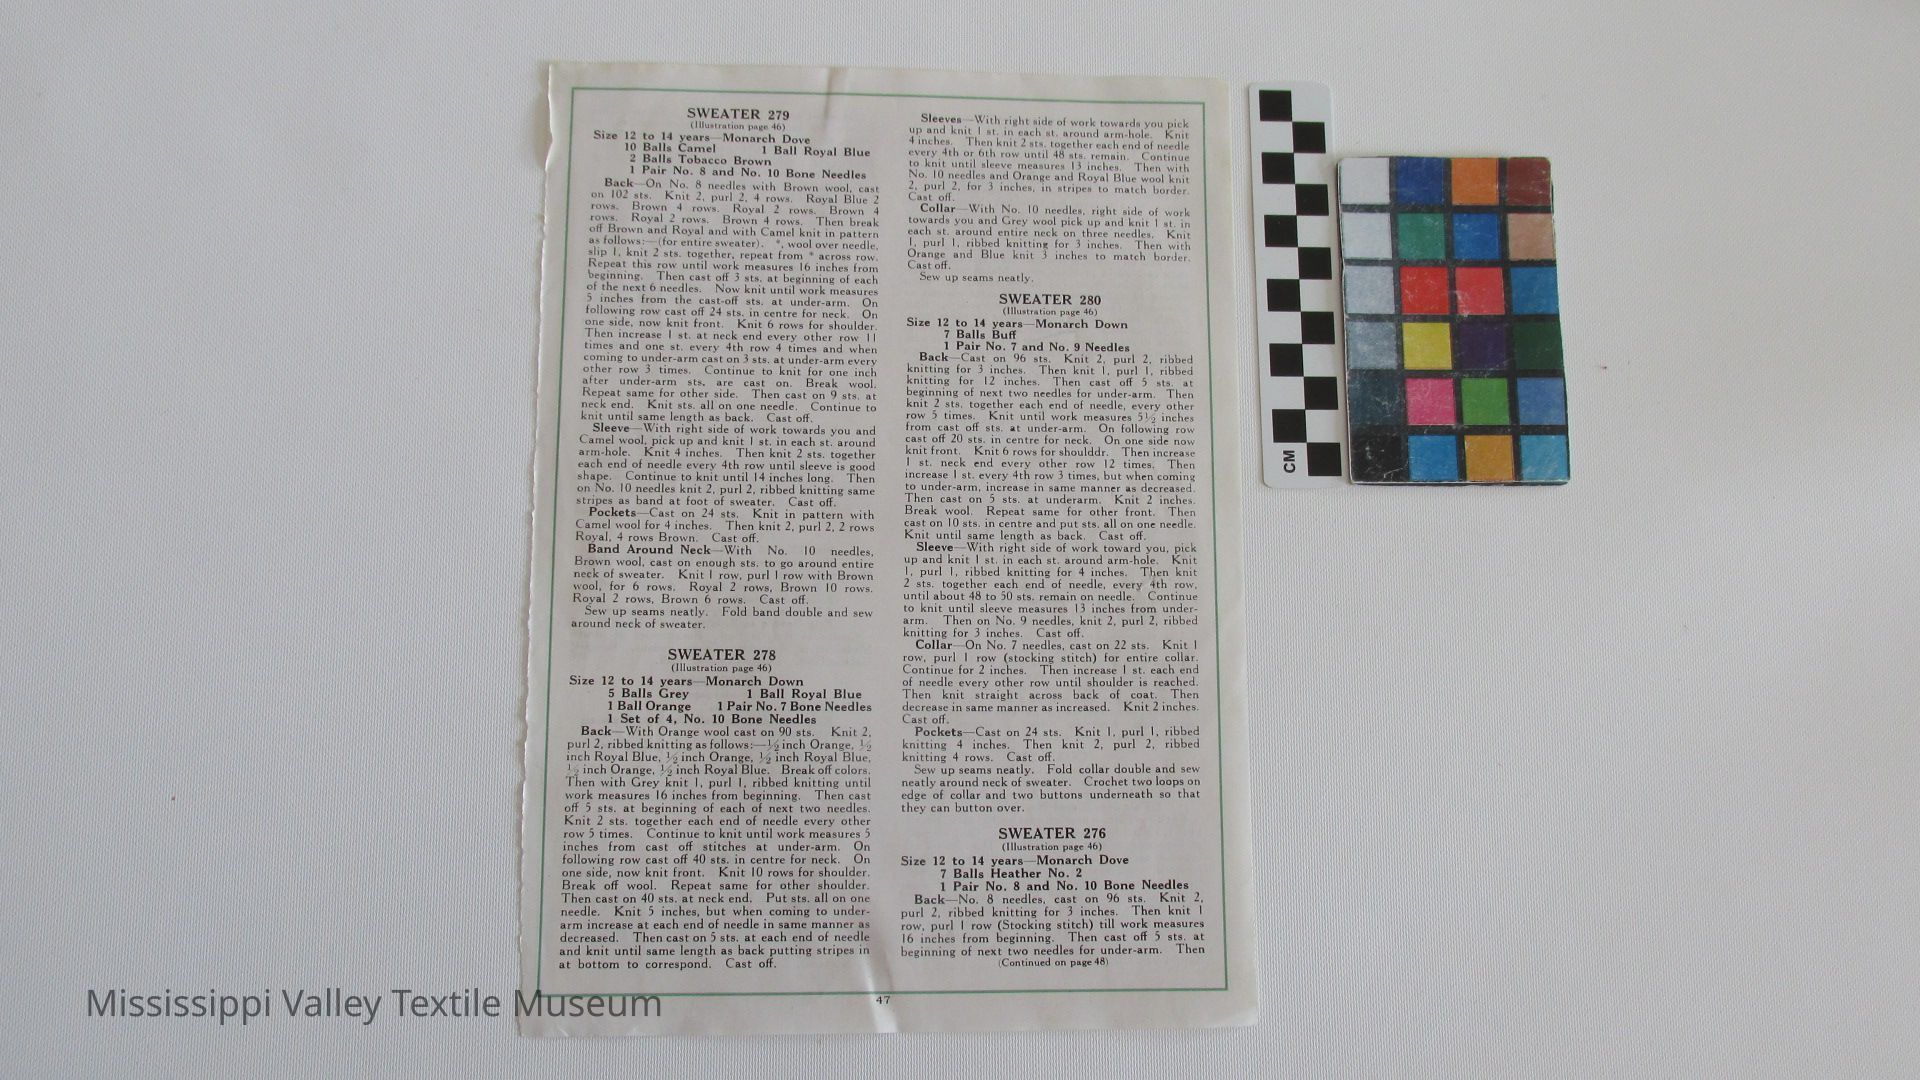 SWEATER 279
(Illustration page 46)
Size 12 to 14 years—Monarch Dove
10 Balls Camel 1 Ball Royal Blue
2 Balls Tobacco Brown
1 Pair No. 8 and No. 10 Bone Needles
Back—On No. 8 needles with Brown wool, cast
on 102 sts. Knit 2, purl 2, 4 rows. Royal Blue 2
rows. Brown 4 rows. Royal 2 rows. Brown 4
rows. Royal 2 rows. Brown 4 rows. Then break
off Brown and Royal and with Camel knit in pattern
as follows:—(for entire sweater). *, wool over needle,
slip 1, knit 2 sts. together, repeat from * across row.
Repeat this row until work measures 16 inches from
beginning. Then cast off 3 sts. at beginning of each
of the next 6 needles. Now knit until work measures
5 inches from the cast-off sts. at under-arm. On
following row cast off 24 sts. in centre for neck. On
one side, now knit front. Knit 6 rows for shoulder.
Then increase 1 st. at neck end every other row 11
times and one st. every 4th row 4 times and when
coming to under-arm cast on 3 sts. at under-arm every
other row 3 times. Continue to knit for one inch
after under-arm sts. are cast on. Break wool.
Repeat same for other side. Then cast on 9 sts. at
neck end. Knit sts. all on one needle. Continue to
knit until same length as back. Cast off.
Sleeve—With right side of work towards you and
Camel wool, pick up and knit 1 st. in each st. around
arm-hole. Knit 4 inches. Then knit 2 sts. together
each end of needle every 4th row until sleeve is good
shape. Continue to knit until 14 inches long. Then
on No. 10 needles knit 2, purl 2, ribbed knitting same
stripes as band at foot of sweater. Cast off.
Pockets—Cast on 24 sts. Knit in pattern with
Camel wool for 4 inches. Then knit 2, purl 2, 2 rows
Royal, 4 rows Brown. Cast off.
Band Around Neck—With No. 10 needles,
Brown wool, cast on enough sts. to go around entire
neck of sweater. Knit 1 row, purl 1 row with Brown
wool, for 6 rows. Royal 2 rows, Brown 10 rows.
Royal 2 rows, Brown 6 rows. Cast off.
Sew up seams neatly. Fold band double and sew
around neck of sweater.
SWEATER 278
(Illustration page 46)
Size 12 to 14 years—Monarch Down
5 Balls Grey 1 Ball Royal Blue
1 Ball Orange 1 Pair No. 7 Bone Needles
1 Set of 4, No. 10 Bone Needles
Back—With Orange wool cast on 90 sts. Knit 2,
purl 2, ribbed knitting as follows:—½ inch Orange, ½
inch Royal Blue, ½ inch Orange, ½ inch Royal Blue,
½ inch Orange, ½ inch Royal Blue. Break off colors.
Then with Grey knit 1, purl 1, ribbed knitting until
work measures 16 inches from beginning. Then cast
off 5 sts. at beginning of each of next two needles.
Knit 2 sts. together each end of needle every other
row 5 times. Continue to knit until work measures 5
inches from cast off stitches at under-arm. On
following row cast off 40 sts. in centre for neck. On
one side, now knit front. Knit 10 rows for shoulder.
Break off wool. Repeat same for other shoulder.
Then cast on 40 sts. at neck end. Put sts. all on one
needle. Knit 5 inches, but when coming to under-
arm increase at each end of needle in same manner as
decreased. Then cast on 5 sts. at each end of needle
and knit until same length as back putting stripes in
at bottom to correspond. Cast off.
Sleeves—With right side of work towards you pick
up and knit 1 st. in each st. around arm-hole. Knit
4 inches. Then knit 2 sts. together each end of needle
every 4th or 6th row until 48 sts. remain. Continue
to knit until sleeve measures 13 inches. Then with
No. 10 needles and Orange and Royal Blue wool knit
2, purl 2, for 3 inches, in stripes to match border.
Cast off.
Collar—With No. 10 needles, right side of work
towards you and Grey wool pick up and knit 1 st. in
each st. around entire neck on three needles. Knit
1, purl 1, ribbed knitting for 3 inches. Then with
Orange and Blue knit 3 inches to match border.
Cast off.
Sew up seams neatly.
SWEATER 280
(Illustration page 46)
Size 12 to 14 years—Monarch Down
7 Balls Buff
1 Pair No. 7 and No. 9 Needles
Back—Cast on 96 sts. Knit 2, purl 2, ribbed
knitting for 3 inches. Then knit 1, purl 1, ribbed
knitting for 12 inches. Then cast off 5 sts. at
beginning of next two needles for under-arm. Then
knit 2 sts. together each end of needle, every other
row 5 times. Knit until work measures 5½ inches
from cast off sts. at under-arm. On following row
cast off 20 sts. in centre for neck. On one side now
knit front. Knit 6 rows for shoulddr. Then increase
1 st. neck end every other row 12 times. Then
increase 1 st. every 4th row 3 times, but when coming
to under-arm, increase in same manner as decreased.
Then cast on 5 sts. at underarm. Knit 2 inches.
Break wool. Repeat same for other front. Then
cast on 10 sts. in centre and put sts. all on one needle.
Knit until same length as back. Cast off.
Sleeve—With right side of work toward you, pick
up and knit 1 st. in each st. around arm-hole. Knit
1, purl 1, ribbed knitting for 4 inches. Then knit
2 sts. together each end of needle, every 4th row,
until about 48 to 50 sts. remain on needle. Continue
to knit until sleeve measures 13 inches from under-
arm. Then on No. 9 needles, knit 2, purl 2, ribbed
knitting for 3 inches. Cast off.
Collar—On No. 7 needles, cast on 22 sts. Knit 1
row, purl 1 row (stocking stitch) for entire collar.
Continue for 2 inches. Then increase 1 st. each end
of needle every other row until shoulder is reached.
Then knit straight across back of coat. Then
decrease in same manner as increased. Knit 2 inches.
Cast off.
Pockets—Cast on 24 sts. Knit 1, purl 1, ribbed
knitting 4 inches. Then knit 2, purl 2, ribbed
knitting 4 rows. Cast off.
Sew up seams neatly. Fold collar double and sew
neatly around neck of sweater. Crochet two loops on
edge of collar and two buttons underneath so that
they can button over.
SWEATER 276
(Illustration page 46)
Size 12 to 14 years—Monarch Dove
7 Balls Heather No. 2
1 Pair No. 8 and No. 10 Bone Needles
Back—No. 8 needles, cast on 96 sts. Knit 2,
purl 2, ribbed knitting for 3 inches. Then knit 1
row, purl 1 row (Stocking stitch) till work measures
16 inches from beginning. Then cast off 5 sts. at
beginning of next two needles for under-arm. Then
(Continued on page 48)
47
CM
Mississippi Valley Textile Museum